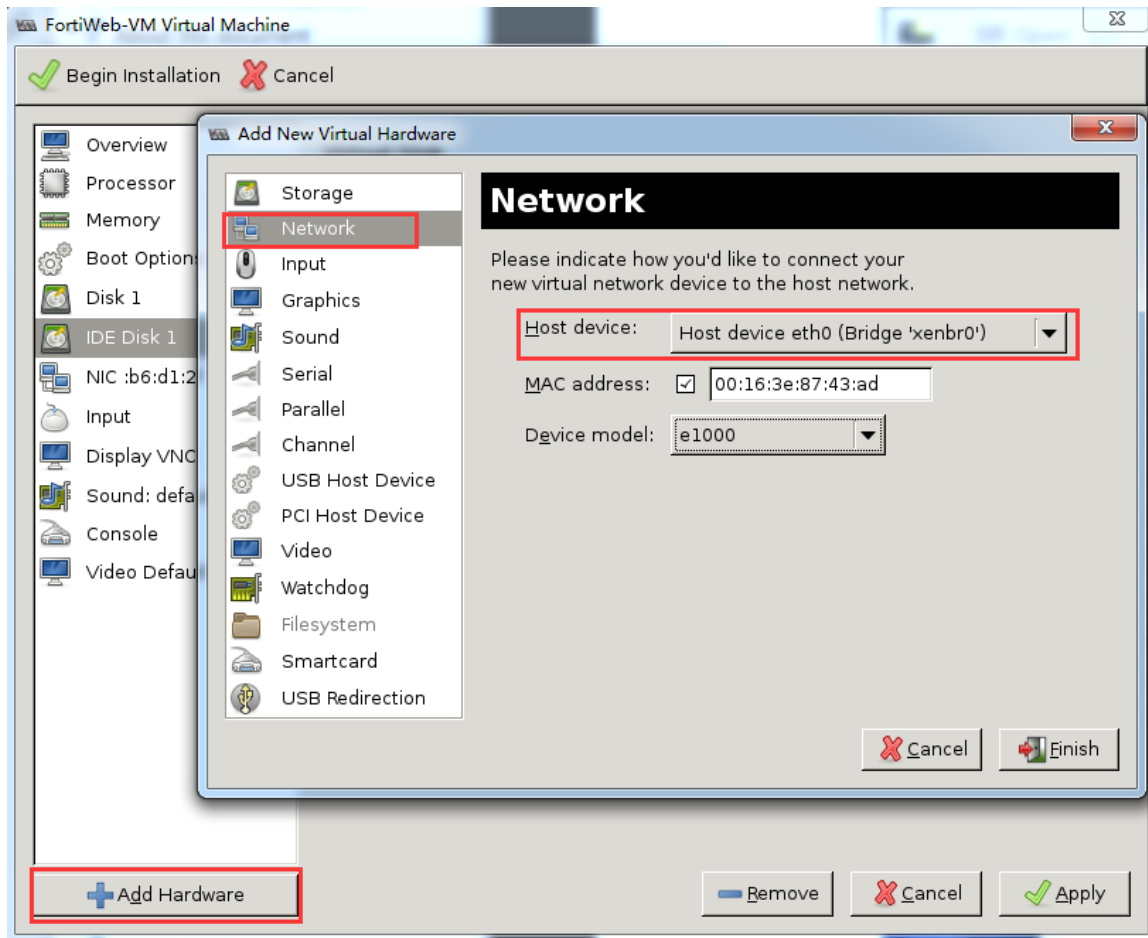 FortiWeb-VM Virtual Machine
Begin Installation
Cancel
Overview
Processor
Memory
Boot Option
Disk 1
IDE Disk 1
NIC :b6:d1:2
Input
Display VNC
Sound: defa
Console
Video Defau
Add Hardware
Add New Virtual Hardware
Storage
Network
Input
Graphics
Sound
Serial
Parallel
Channel
USB Host Device
PCI Host Device
Video
Watchdog
Filesystem
Smartcard
USB Redirection
Network
Please indicate how you'd like to connect your
new virtual network device to the host network.
Host device: Host device eth0 (Bridge 'xenbr0')
MAC address: 00:16:3e:87:43:ad
Device model: e1000
Cancel
Finish
Remove
Cancel
Apply